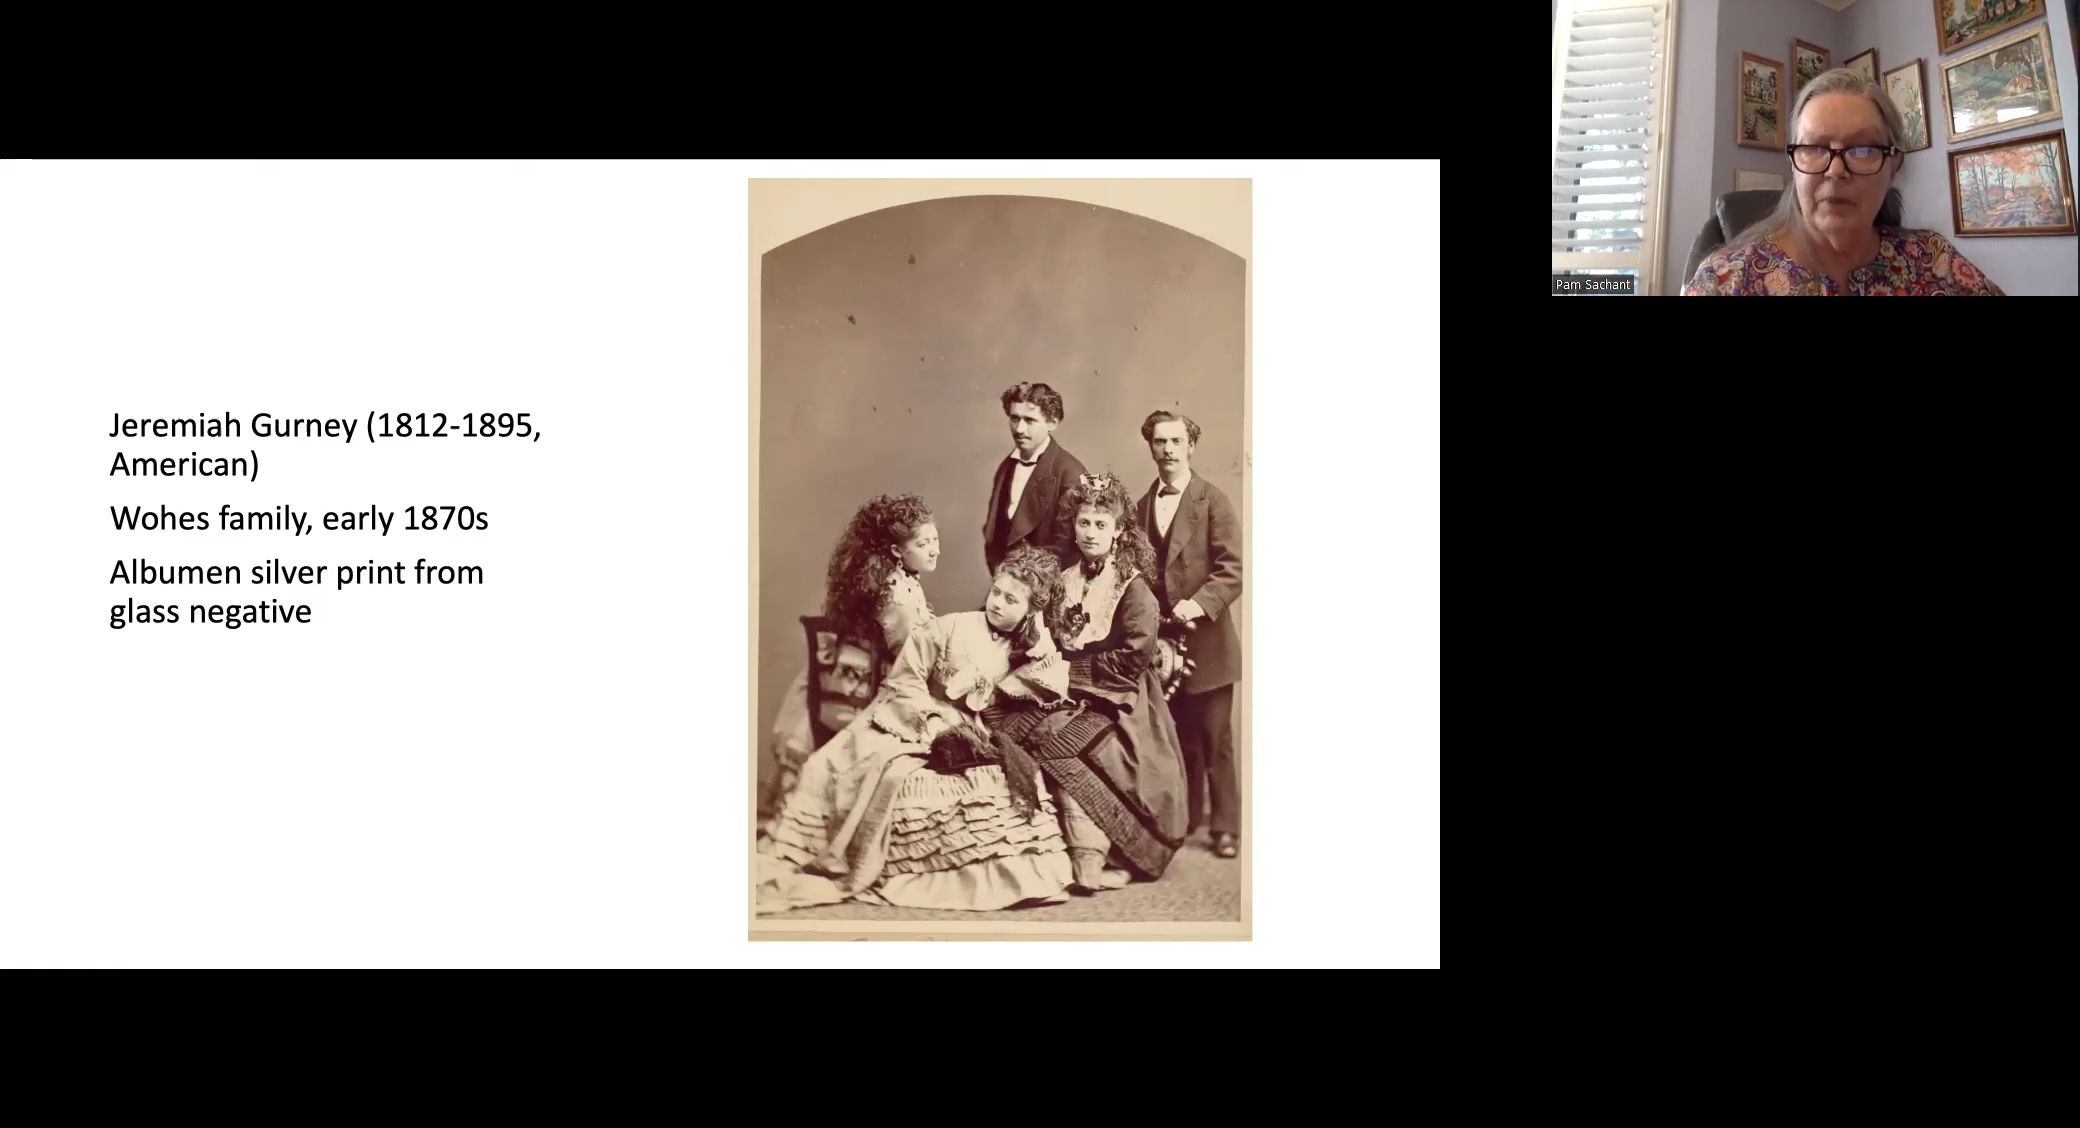 Jeremiah Gurney (1812-1895,
American)
Wohes family, early 1870s
Albumen silver print from
glass negative
Pam Sachant